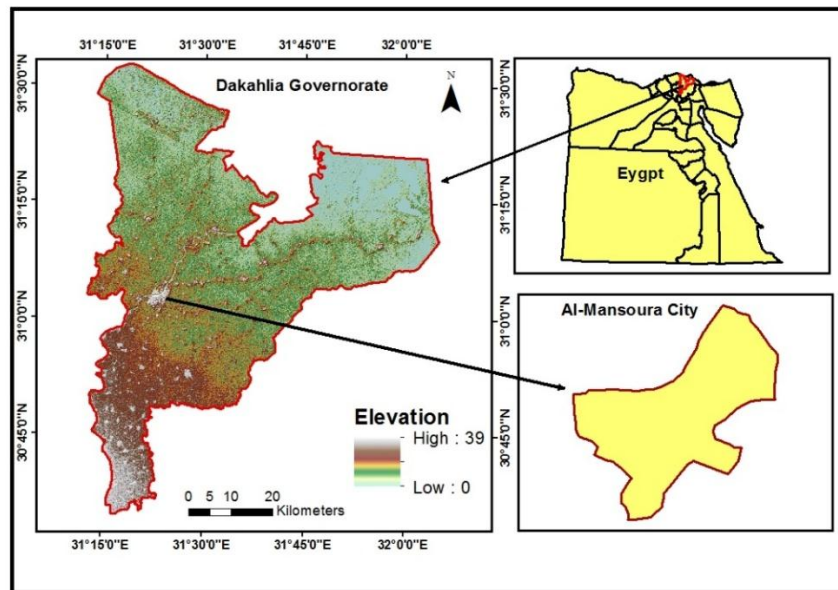 31°15'0"E 31°30'0"E 31°45'0"E 32°0'0"E
Dakahlia Governorate
N
31°30'0"N
31°15'0"N
31°0'0"N
30°45'0"N
Elevation
High : 39
Low : 0
0 5 10 20
Kilometers
31°15'0"E 31°30'0"E 31°45'0"E 32°0'0"E
31°30'0"N
31°15'0"N
31°0'0"N
30°45'0"N
Eygpt
Al-Mansoura City